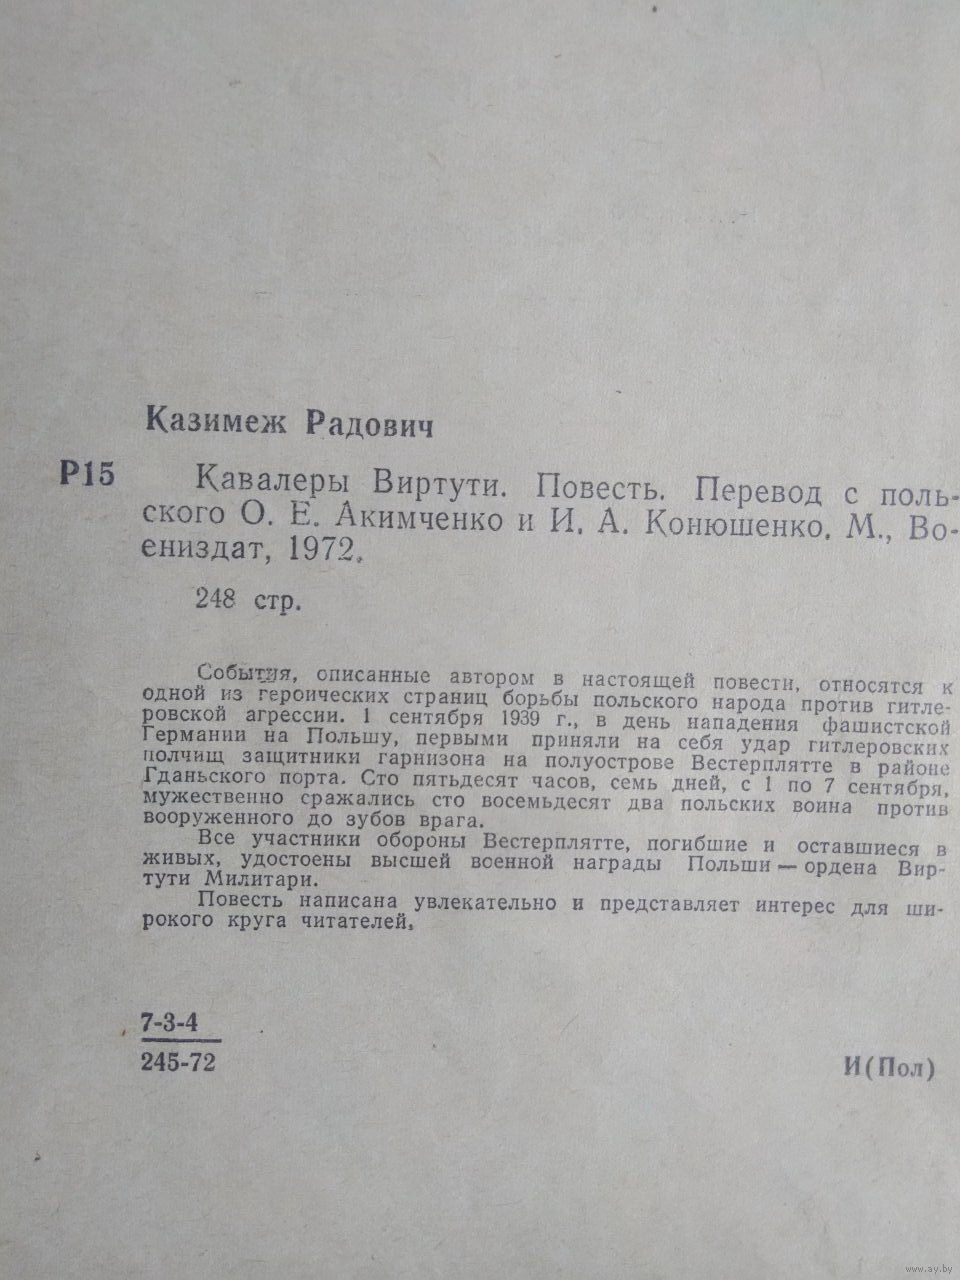 Казимеж Радович
Р15 Кавалеры Виртути. Повесть. Перевод с поль-
ского О. Е. Акимченко и И. А. Конюшенко. М., Во-
ениздат, 1972.
248 стр.
События, описанные автором в настоящей повести, относятся к
одной из героических страниц борьбы польского народа против гитле-
ровской агрессии. 1 сентября 1939 г., в день нападения фашистской
Германии на Польшу, первыми приняли на себя удар гитлеровских
полчищ защитники гарнизона на полуострове Вестерплятте в районе
Гданьского порта. Сто пятьдесят часов, семь дней, с 1 по 7 сентября,
мужественно сражались сто восемьдесят два польских воина против
вооруженного до зубов врага.
Все участники обороны Вестерплятте, погибшие и оставшиеся в
живых, удостоены высшей военной награды Польши — ордена Вир-
тути Милитари.
Повесть написана увлекательно и представляет интерес для ши-
рокого круга читателей.
7-3-4
245-72
И(Пол)
www.ay.by